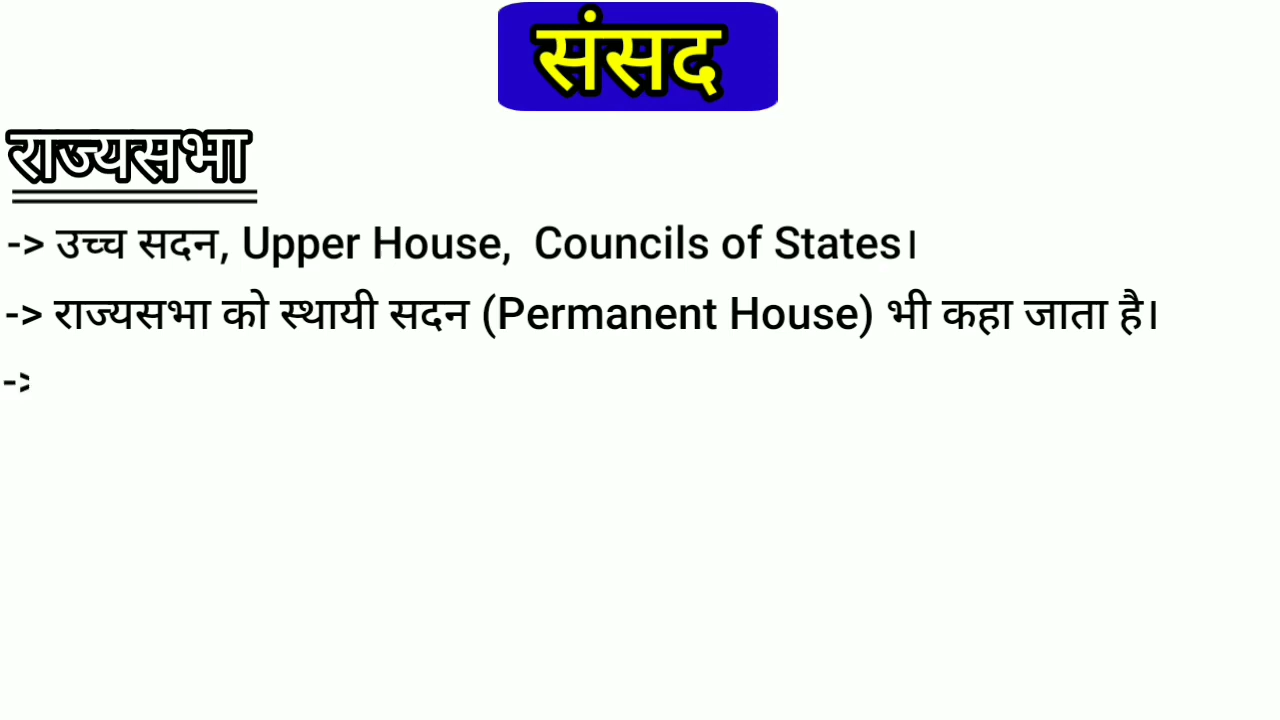 संसद
राज्यसभा
-> उच्च सदन, Upper House, Councils of States।
-> राज्यसभा को स्थायी सदन (Permanent House) भी कहा जाता है।
->